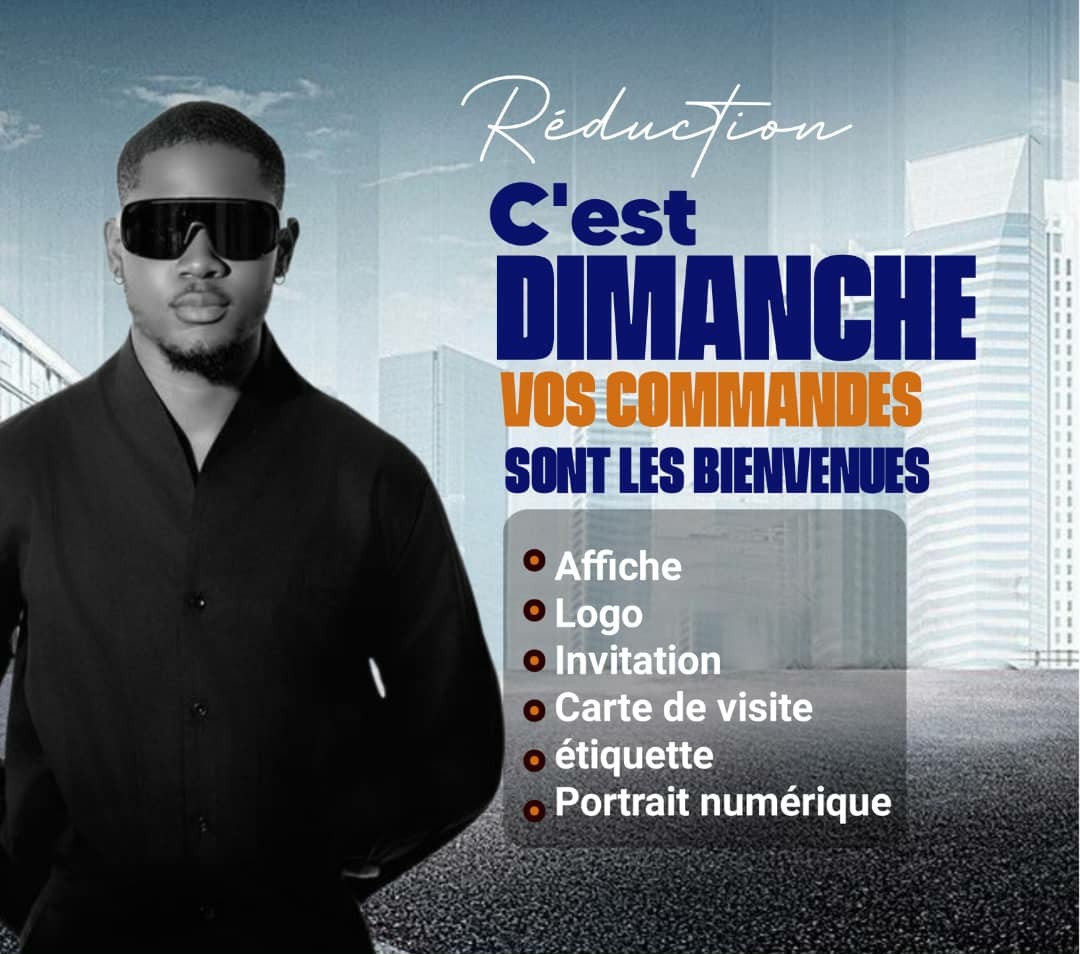 Réduction
C'est
DIMANCHE
VOS COMMANDES
SONT LES BIENVENUES
Affiche
Logo
Invitation
Carte de visite
étiquette
Portrait numérique